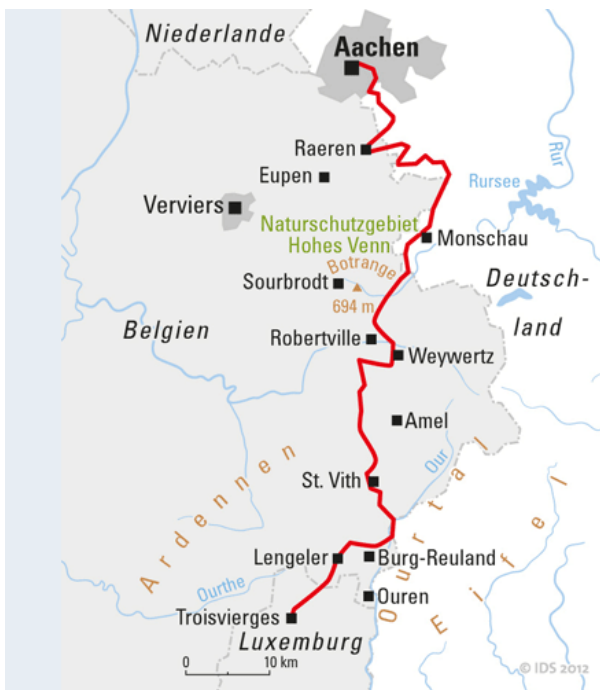 Niederlande
Aachen
Raeren
Eupen
Rur
Rursee
Verviers
Naturschutzgebiet
Hohes Venn
Monschau
Botrange
Sourbrodt
694 m
Deutsch-
land
Belgien
Robertville
Weywertz
Amel
Ardennen
Our
Ourtal
Eifel
St. Vith
Lengeler
Burg-Reuland
Ourthe
Ouren
Troisvierges
Luxemburg
0 10 km
© IDS 2012